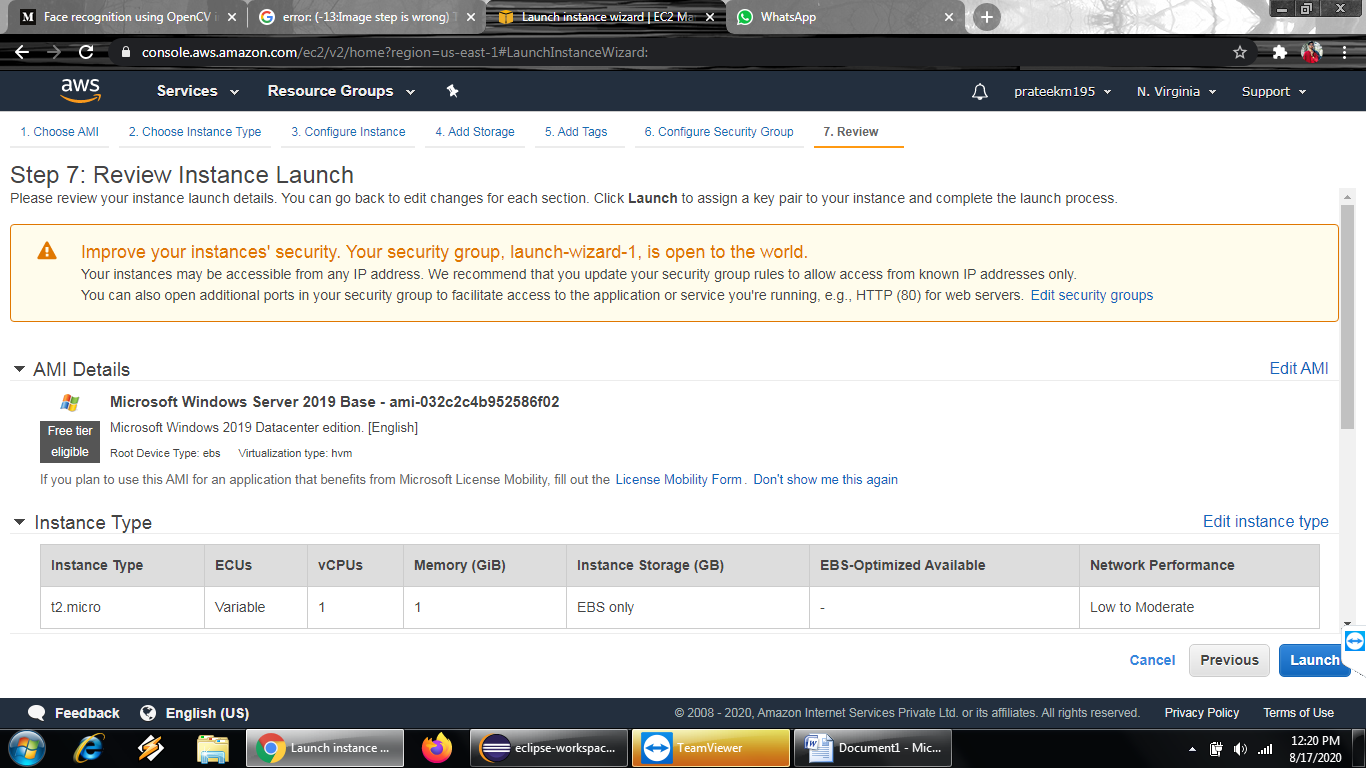 Face recognition using OpenCV i
error: (-13:Image step is wrong)
Launch instance wizard | EC2 Ma
WhatsApp
console.aws.amazon.com/ec2/v2/home?region=us-east-1#LaunchInstanceWizard:
aws
Services
Resource Groups
prateekm195
N. Virginia
Support
1. Choose AMI
2. Choose Instance Type
3. Configure Instance
4. Add Storage
5. Add Tags
6. Configure Security Group
7. Review
Step 7: Review Instance Launch
Please review your instance launch details. You can go back to edit changes for each section. Click Launch to assign a key pair to your instance and complete the launch process.
Improve your instances' security. Your security group, launch-wizard-1, is open to the world.
Your instances may be accessible from any IP address. We recommend that you update your security group rules to allow access from known IP addresses only.
You can also open additional ports in your security group to facilitate access to the application or service you're running, e.g., HTTP (80) for web servers. Edit security groups
AMI Details
Edit AMI
Microsoft Windows Server 2019 Base - ami-032c2c4b952586f02
Free tier
eligible
Microsoft Windows 2019 Datacenter edition. [English]
Root Device Type: ebs Virtualization type: hvm
If you plan to use this AMI for an application that benefits from Microsoft License Mobility, fill out the License Mobility Form. Don't show me this again
Instance Type
Edit instance type
Instance Type ECUs vCPUs Memory (GiB) Instance Storage (GB) EBS-Optimized Available Network Performance
t2.micro Variable 1 1 EBS only - Low to Moderate
Cancel
Previous
Launch
Feedback
English (US)
© 2008 - 2020, Amazon Internet Services Private Ltd. or its affiliates. All rights reserved.
Privacy Policy
Terms of Use
Launch instance ...
eclipse-workspac...
TeamViewer
Document1 - Mic...
12:20 PM
8/17/2020